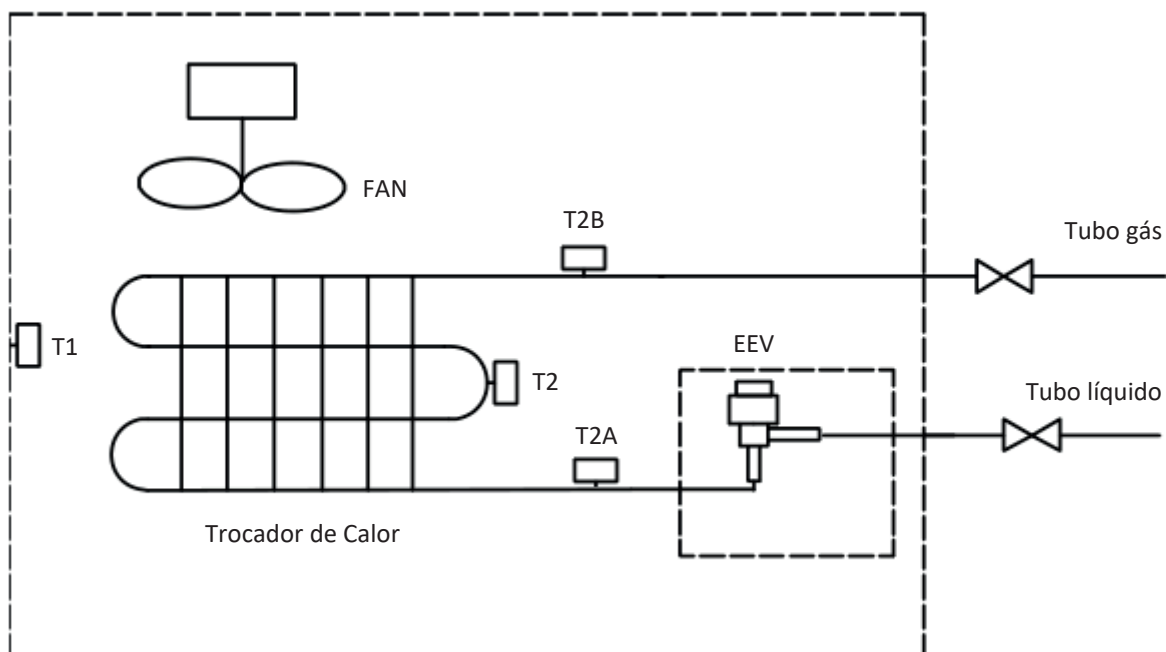 FAN
T2B
Tubo gás
T1
EEV
T2
Tubo líquido
T2A
Trocador de Calor